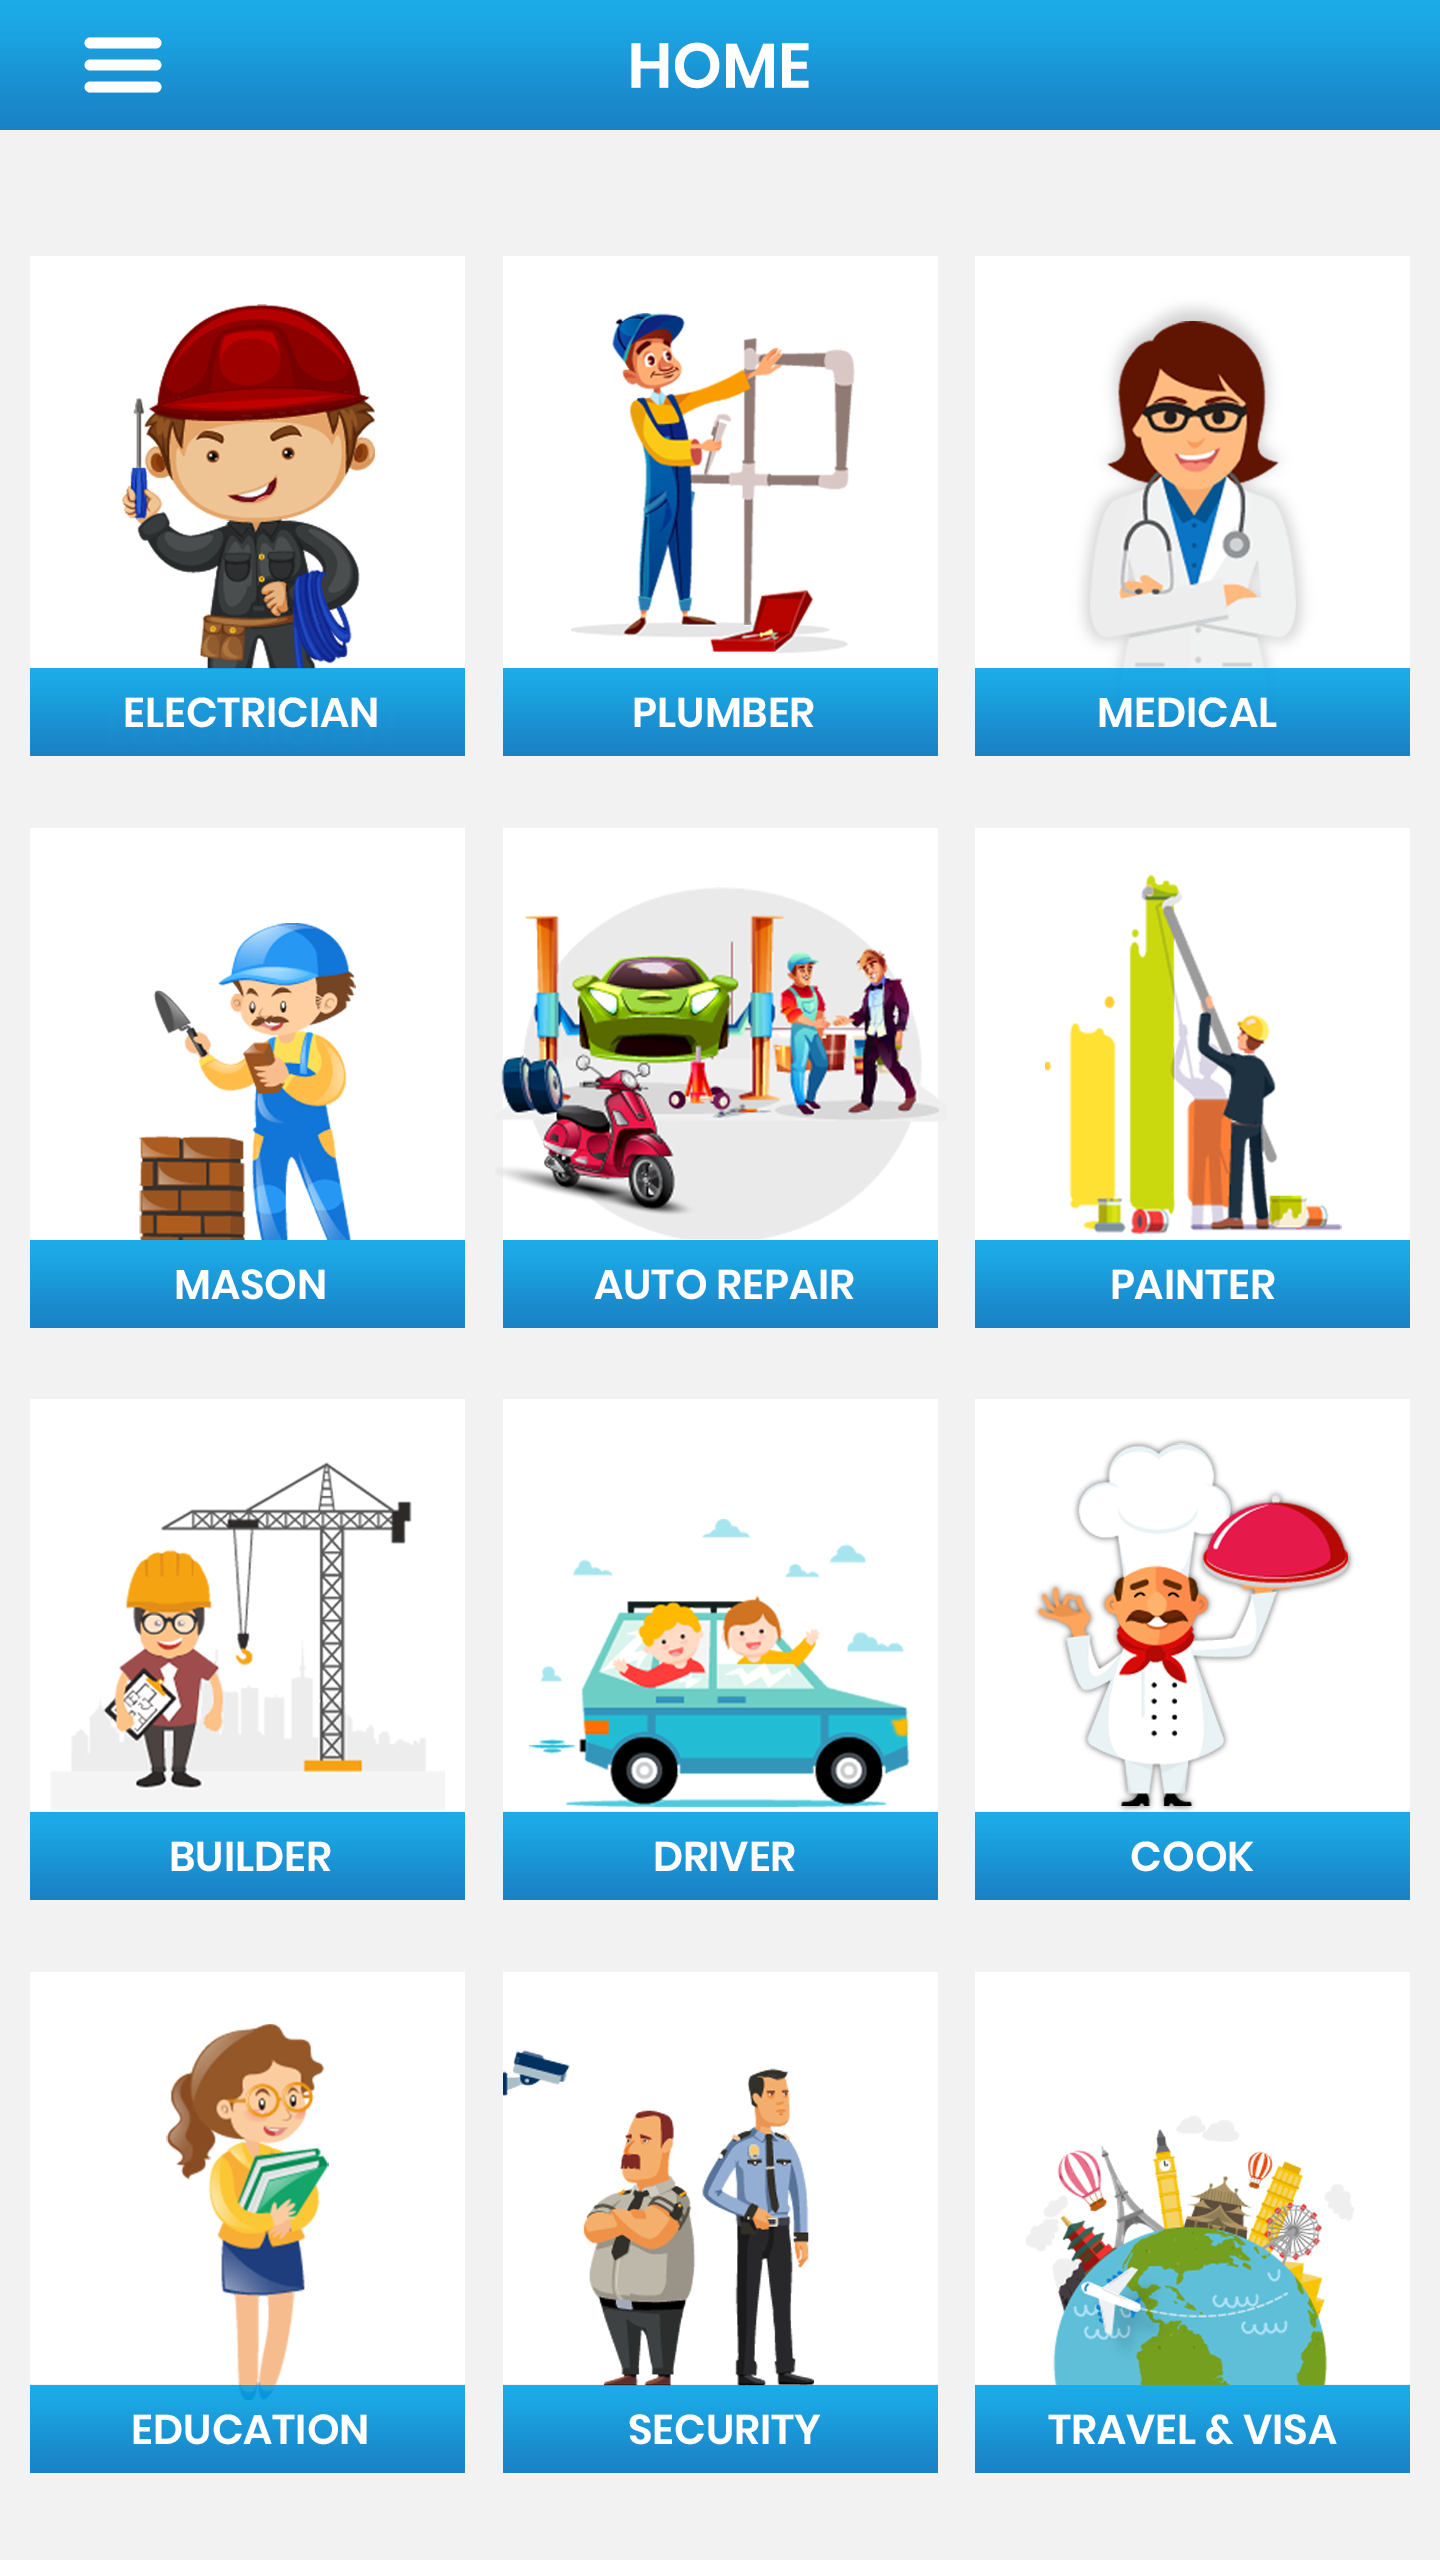 HOME
ELECTRICIAN
PLUMBER
MEDICAL
MASON
AUTO REPAIR
PAINTER
BUILDER
DRIVER
COOK
EDUCATION
SECURITY
TRAVEL & VISA